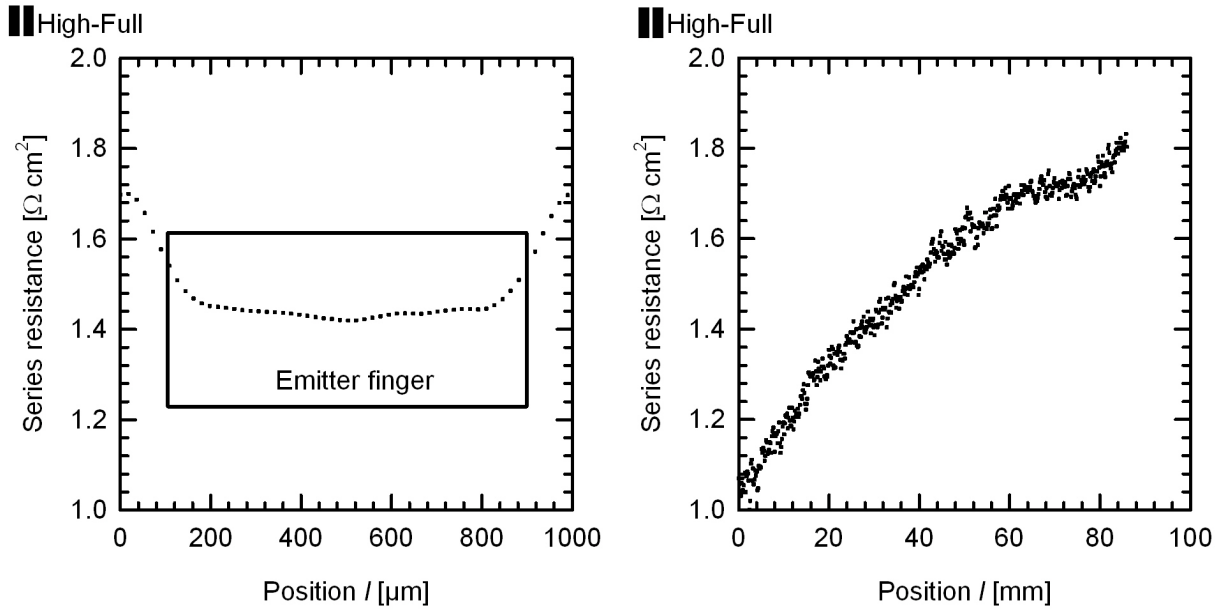 High-Full
2.0
1.8
1.6
1.4
1.2
1.0
Series resistance [Ω cm²]
Emitter finger
0 200 400 600 800 1000
Position l [µm]
High-Full
2.0
1.8
1.6
1.4
1.2
1.0
Series resistance [Ω cm²]
0 20 40 60 80 100
Position l [mm]